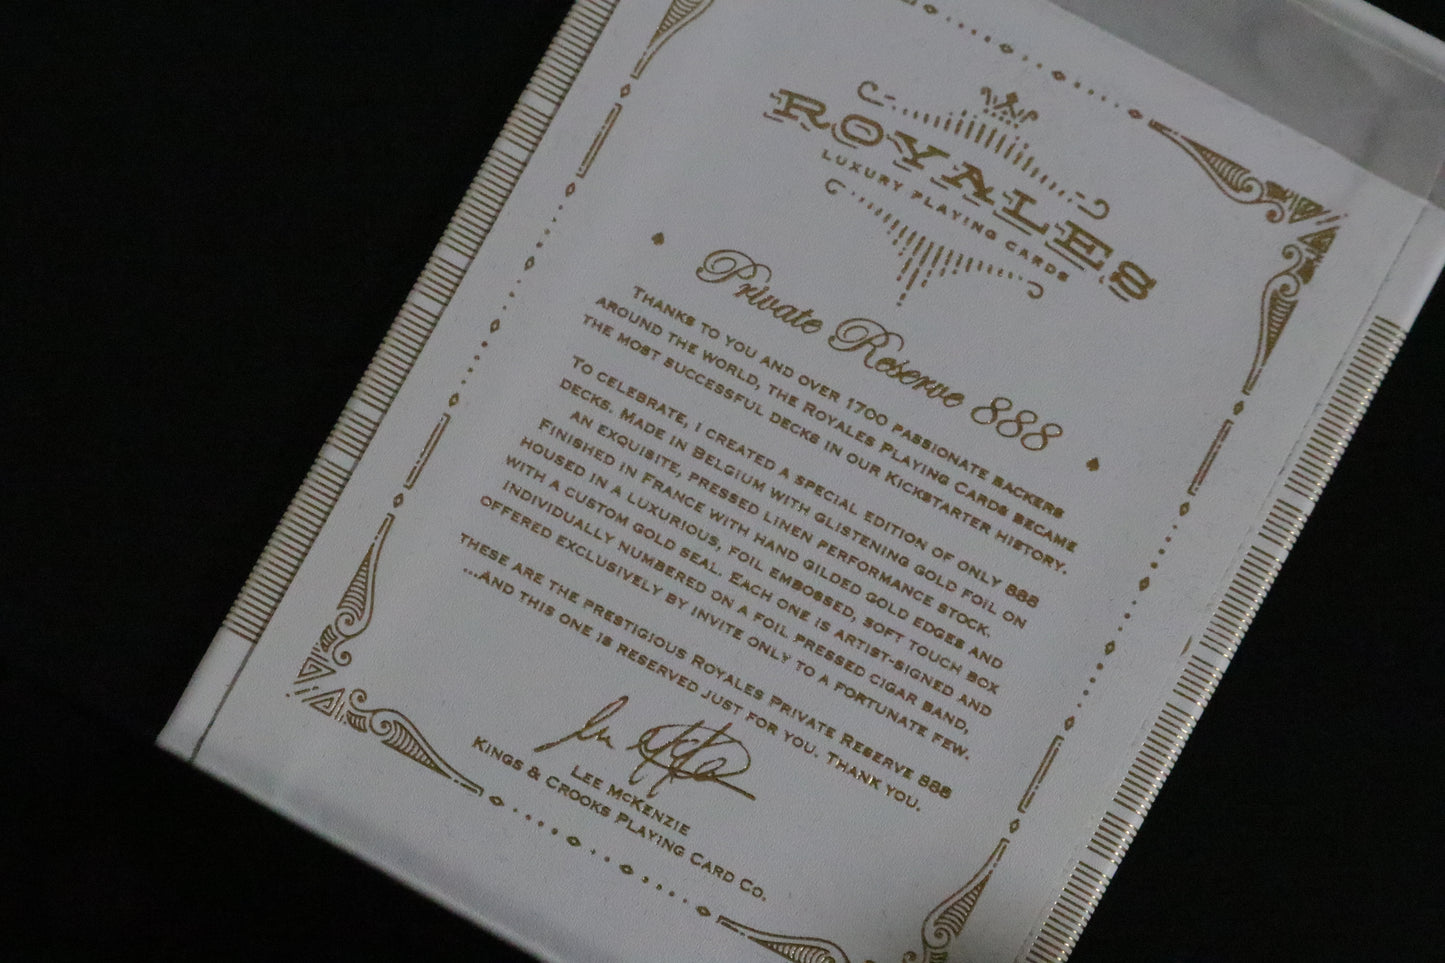 ROYALES
LUXURY PLAYING CARDS
Private Reserve 888
THANKS TO YOU AND OVER 1700 PASSIONATE BACKERS
AROUND THE WORLD, THE ROYALES PLAYING CARDS BECAME
THE MOST SUCCESSFUL DECKS IN OUR KICKSTARTER HISTORY.
TO CELEBRATE, I CREATED A SPECIAL EDITION OF ONLY 888
DECKS. MADE IN BELGIUM WITH GLISTENING GOLD FOIL ON
AN EXQUISITE, PRESSED LINEN PERFORMANCE STOCK.
FINISHED IN FRANCE WITH HAND GILDED GOLD EDGES AND
HOUSED IN A LUXURIOUS, FOIL EMBOSSED, SOFT TOUCH BOX
WITH A CUSTOM GOLD SEAL. EACH ONE IS ARTIST-SIGNED AND
INDIVIDUALLY NUMBERED ON A FOIL PRESSED CIGAR BAND,
OFFERED EXCLUSIVELY BY INVITE ONLY TO A FORTUNATE FEW.
THESE ARE THE PRESTIGIOUS ROYALES PRIVATE RESERVE 888
...AND THIS ONE IS RESERVED JUST FOR YOU. THANK YOU.
LEE MCKENZIE
KINGS & CROOKS PLAYING CARD CO.